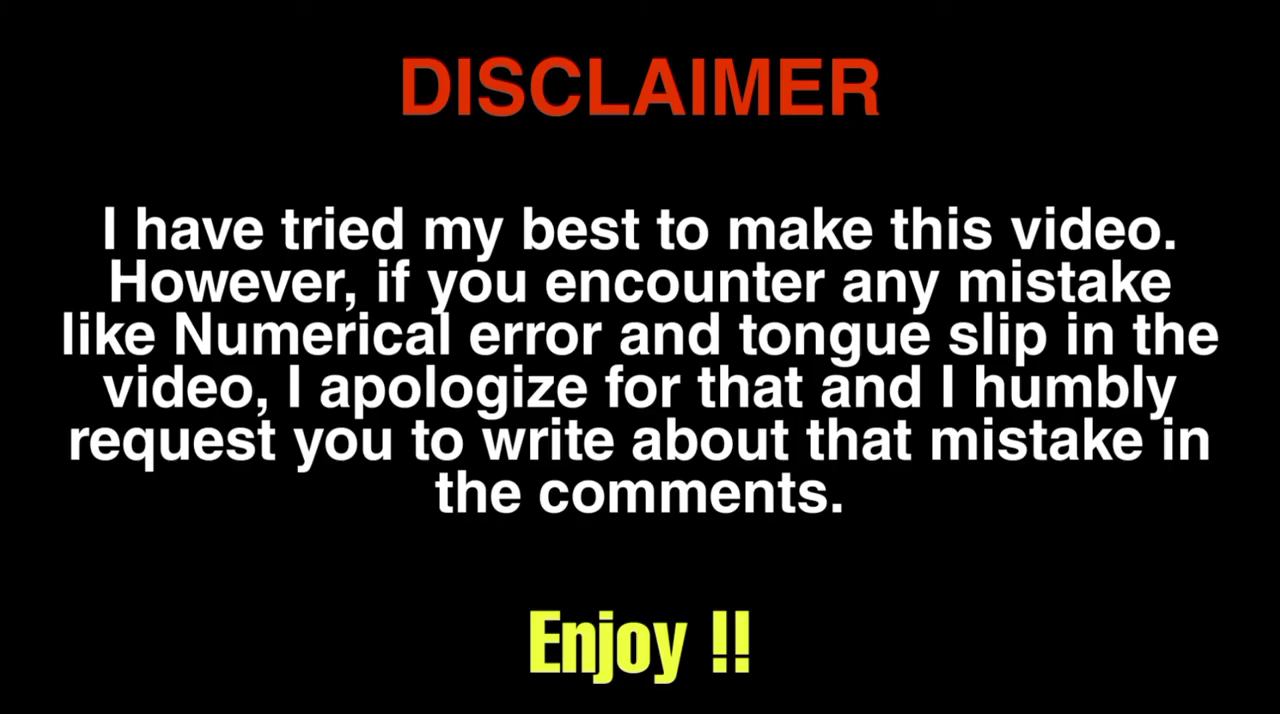 DISCLAIMER
I have tried my best to make this video.
However, if you encounter any mistake
like Numerical error and tongue slip in the
video, I apologize for that and I humbly
request you to write about that mistake in
the comments.
Enjoy !!